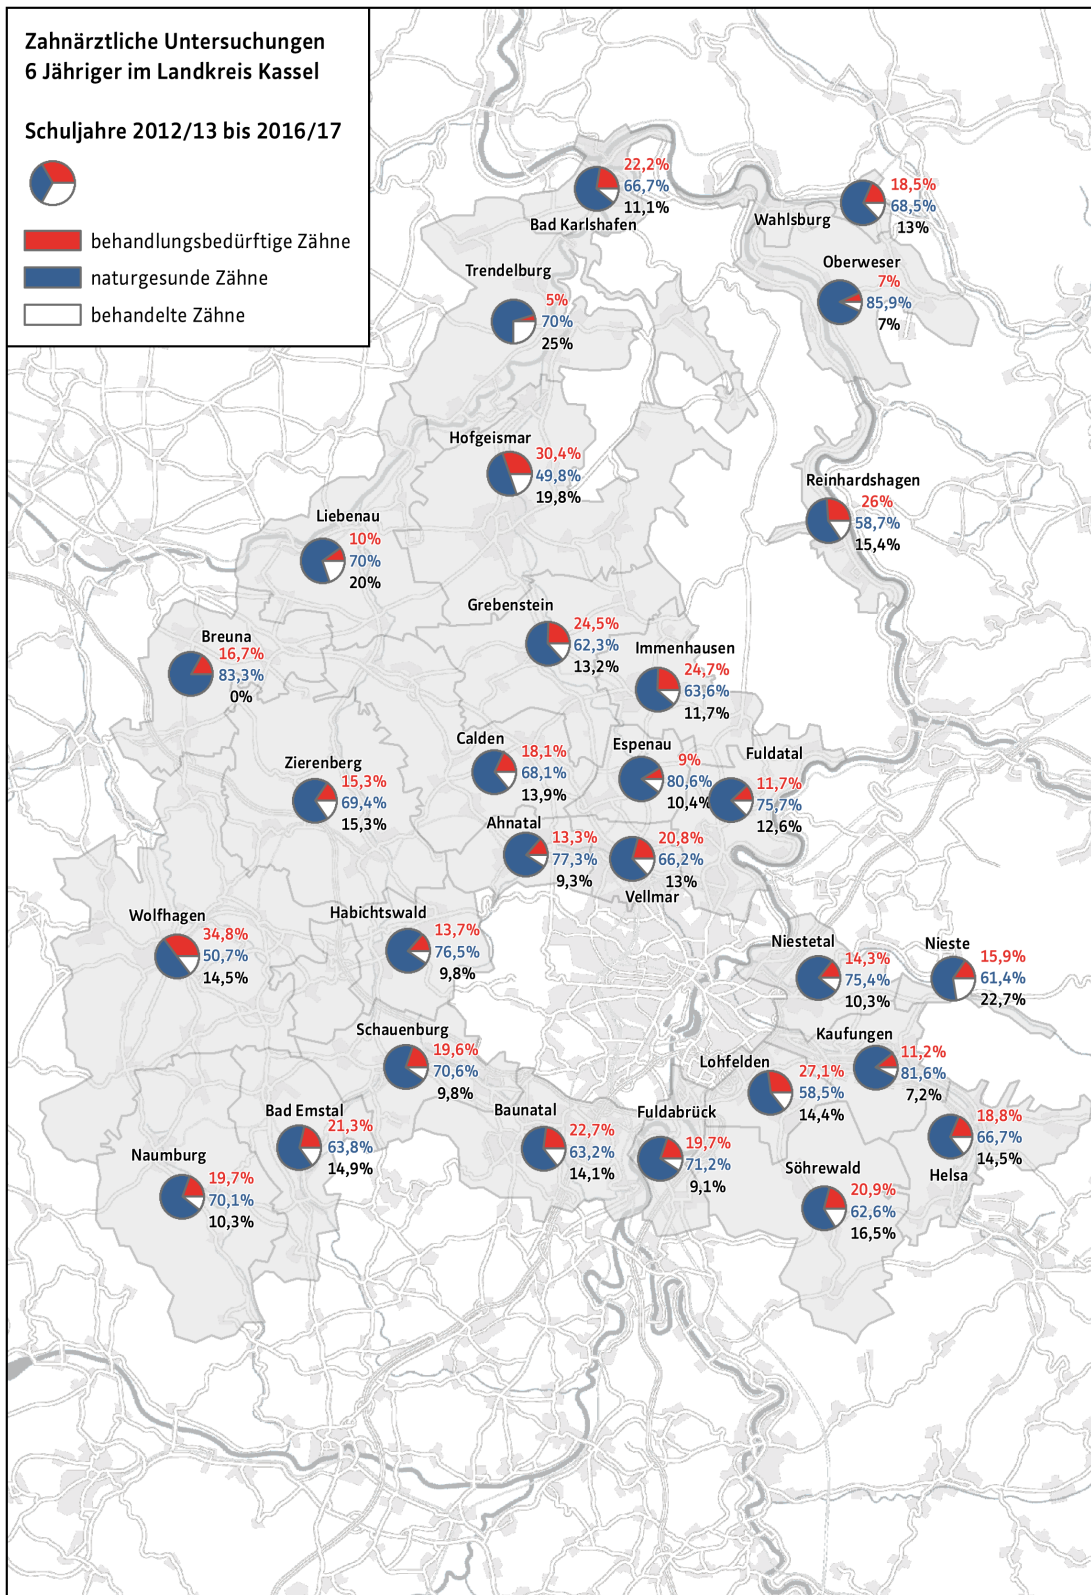 Zahnärztliche Untersuchungen
6 Jähriger im Landkreis Kassel
Schuljahre 2012/13 bis 2016/17
behandlungsbedürftige Zähne
naturgesunde Zähne
behandelte Zähne
22,2%
66,7%
11,1%
Bad Karlshafen
18,5%
68,5%
13%
Wahlsburg
Oberweser
7%
85,9%
7%
Trendelburg
5%
70%
25%
Hofgeismar
30,4%
49,8%
19,8%
Reinhardshagen
26%
58,7%
15,4%
Liebenau
10%
70%
20%
Grebenstein
24,5%
62,3%
13,2%
Breuna
16,7%
83,3%
0%
Immenhausen
24,7%
63,6%
11,7%
Calden
18,1%
68,1%
13,9%
Espenau
9%
80,6%
10,4%
Fuldatal
11,7%
75,7%
12,6%
Zierenberg
15,3%
69,4%
15,3%
Ahnatal
13,3%
77,3%
9,3%
20,8%
66,2%
13%
Vellmar
Wolfhagen
34,8%
50,7%
14,5%
Habichtswald
13,7%
76,5%
9,8%
Niestetal
14,3%
75,4%
10,3%
Nieste
15,9%
61,4%
22,7%
Schauenburg
19,6%
70,6%
9,8%
Kaufungen
11,2%
81,6%
7,2%
Lohfelden
27,1%
58,5%
14,4%
Bad Emstal
21,3%
63,8%
14,9%
Baunatal
22,7%
63,2%
14,1%
Fuldabrück
19,7%
71,2%
9,1%
18,8%
66,7%
14,5%
Helsa
Naumburg
19,7%
70,1%
10,3%
Söhrewald
20,9%
62,6%
16,5%